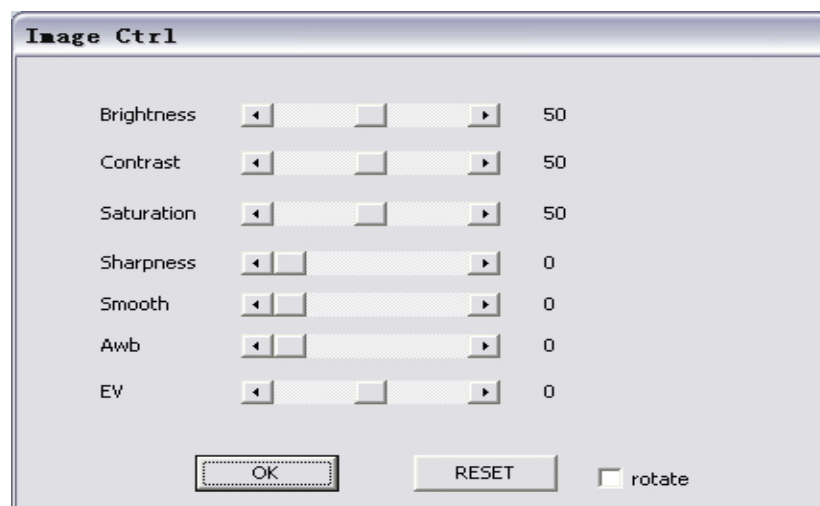 Image Ctrl
Brightness 50
Contrast 50
Saturation 50
Sharpness 0
Smooth 0
Awb 0
EV 0
OK RESET rotate